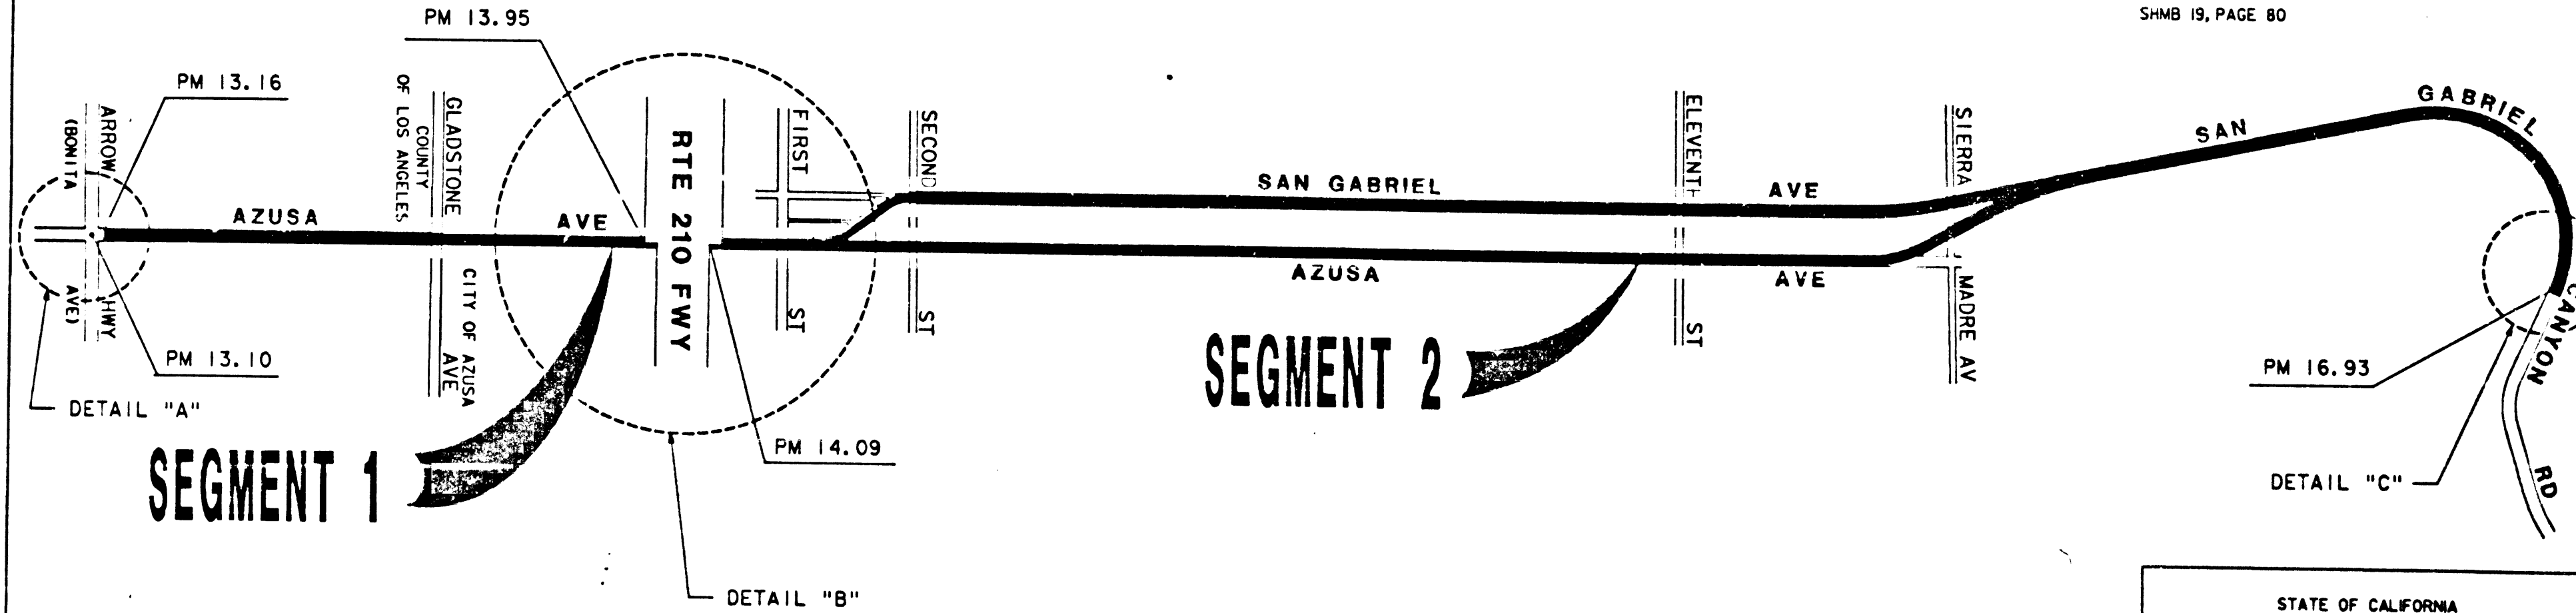 SHMB 19, PAGE 80
PM 13.95
PM 13.16
ARROW HWY
(BONITA AVE)
GLADSTONE AVE
COUNTY
OF LOS ANGELES
CITY OF AZUSA
AZUSA AVE
RTE 210 FWY
FIRST ST
SECOND ST
SAN GABRIEL AVE
AZUSA AVE
ELEVENTH ST
SIERRA MADRE AV
SAN GABRIEL CANYON RD
PM 13.10
DETAIL "A"
SEGMENT 1
PM 14.09
DETAIL "B"
SEGMENT 2
PM 16.93
DETAIL "C"
STATE OF CALIFORNIA